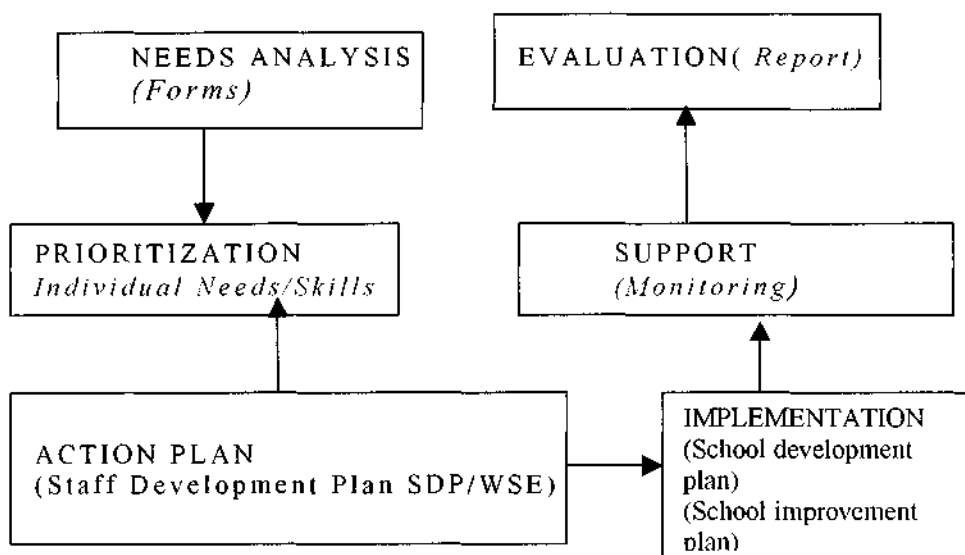 NEEDS ANALYSIS
(Forms)
EVALUATION( Report)
PRIORITIZATION
Individual Needs/Skills
SUPPORT
(Monitoring)
ACTION PLAN
(Staff Development Plan SDP/WSE)
IMPLEMENTATION
(School development
plan)
(School improvement
plan)